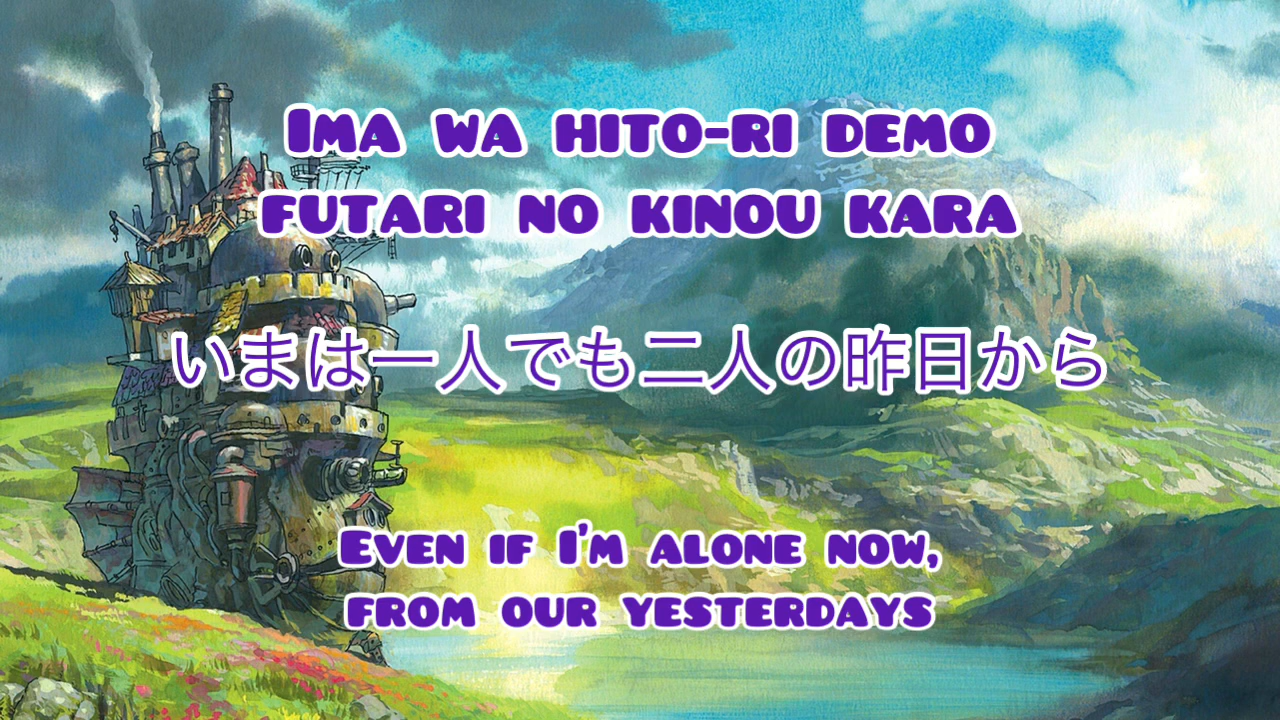 Ima wa hito-ri demo
futari no kinou kara
いまは一人でも二人の昨日から
Even if I'm alone now,
from our yesterdays